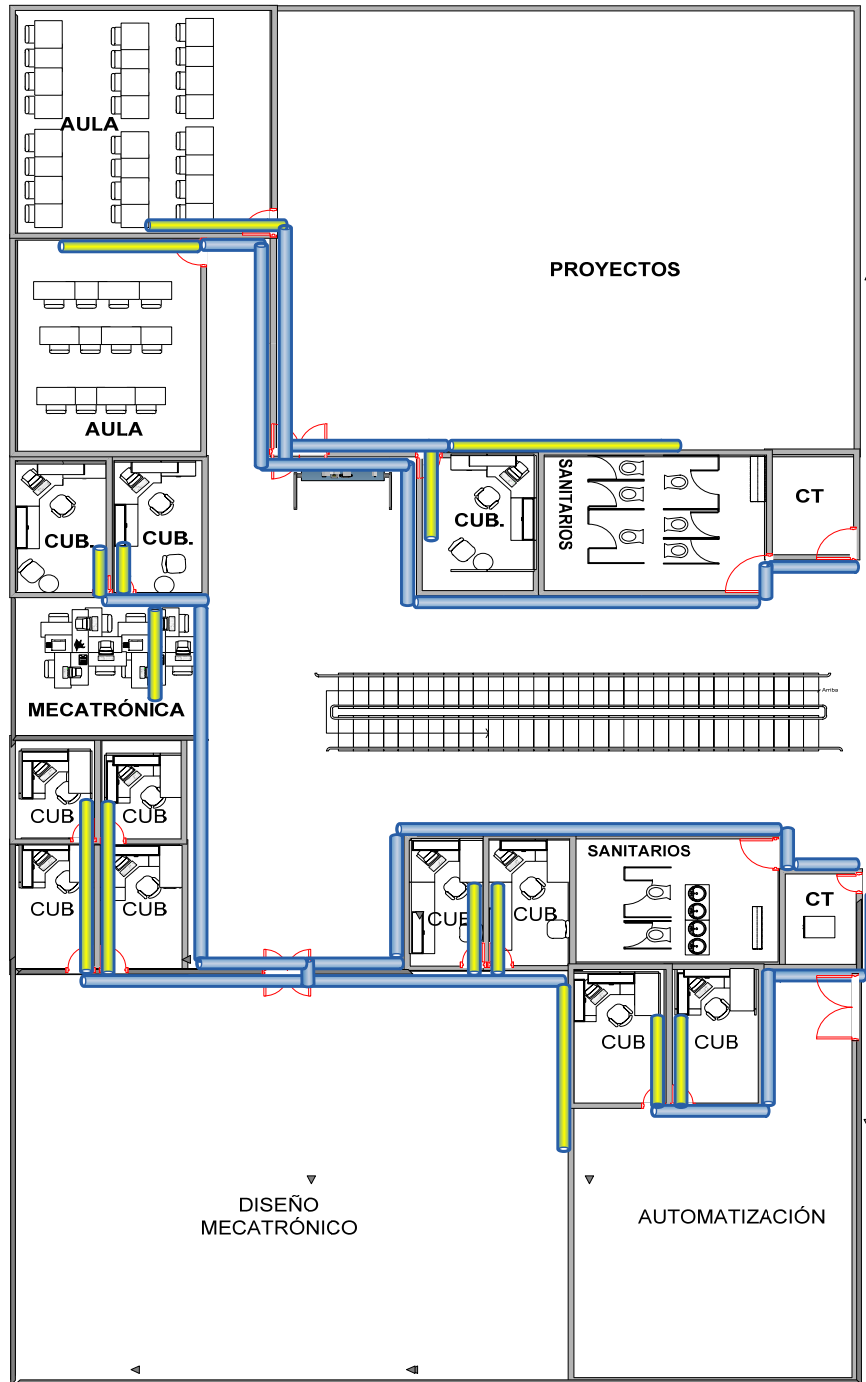 AULA
PROYECTOS
AULA
SANITARIOS
CT
CUB.
CUB.
CUB.
MECATRÓNICA
Arriba
CUB
CUB
SANITARIOS
CUB
CUB
CUB
CUB
CT
CUB
CUB
DISEÑO
MECATRÓNICO
AUTOMATIZACIÓN